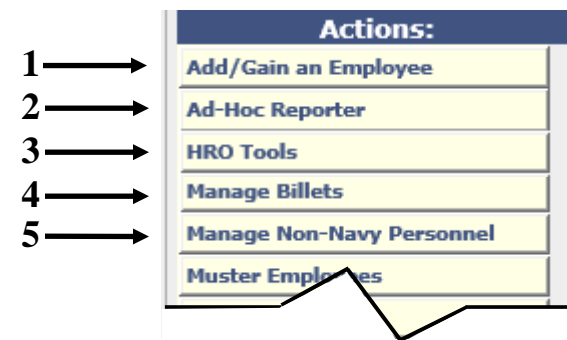 Actions:
1 Add/Gain an Employee
2 Ad-Hoc Reporter
3 HRO Tools
4 Manage Billets
5 Manage Non-Navy Personnel
Muster Employees